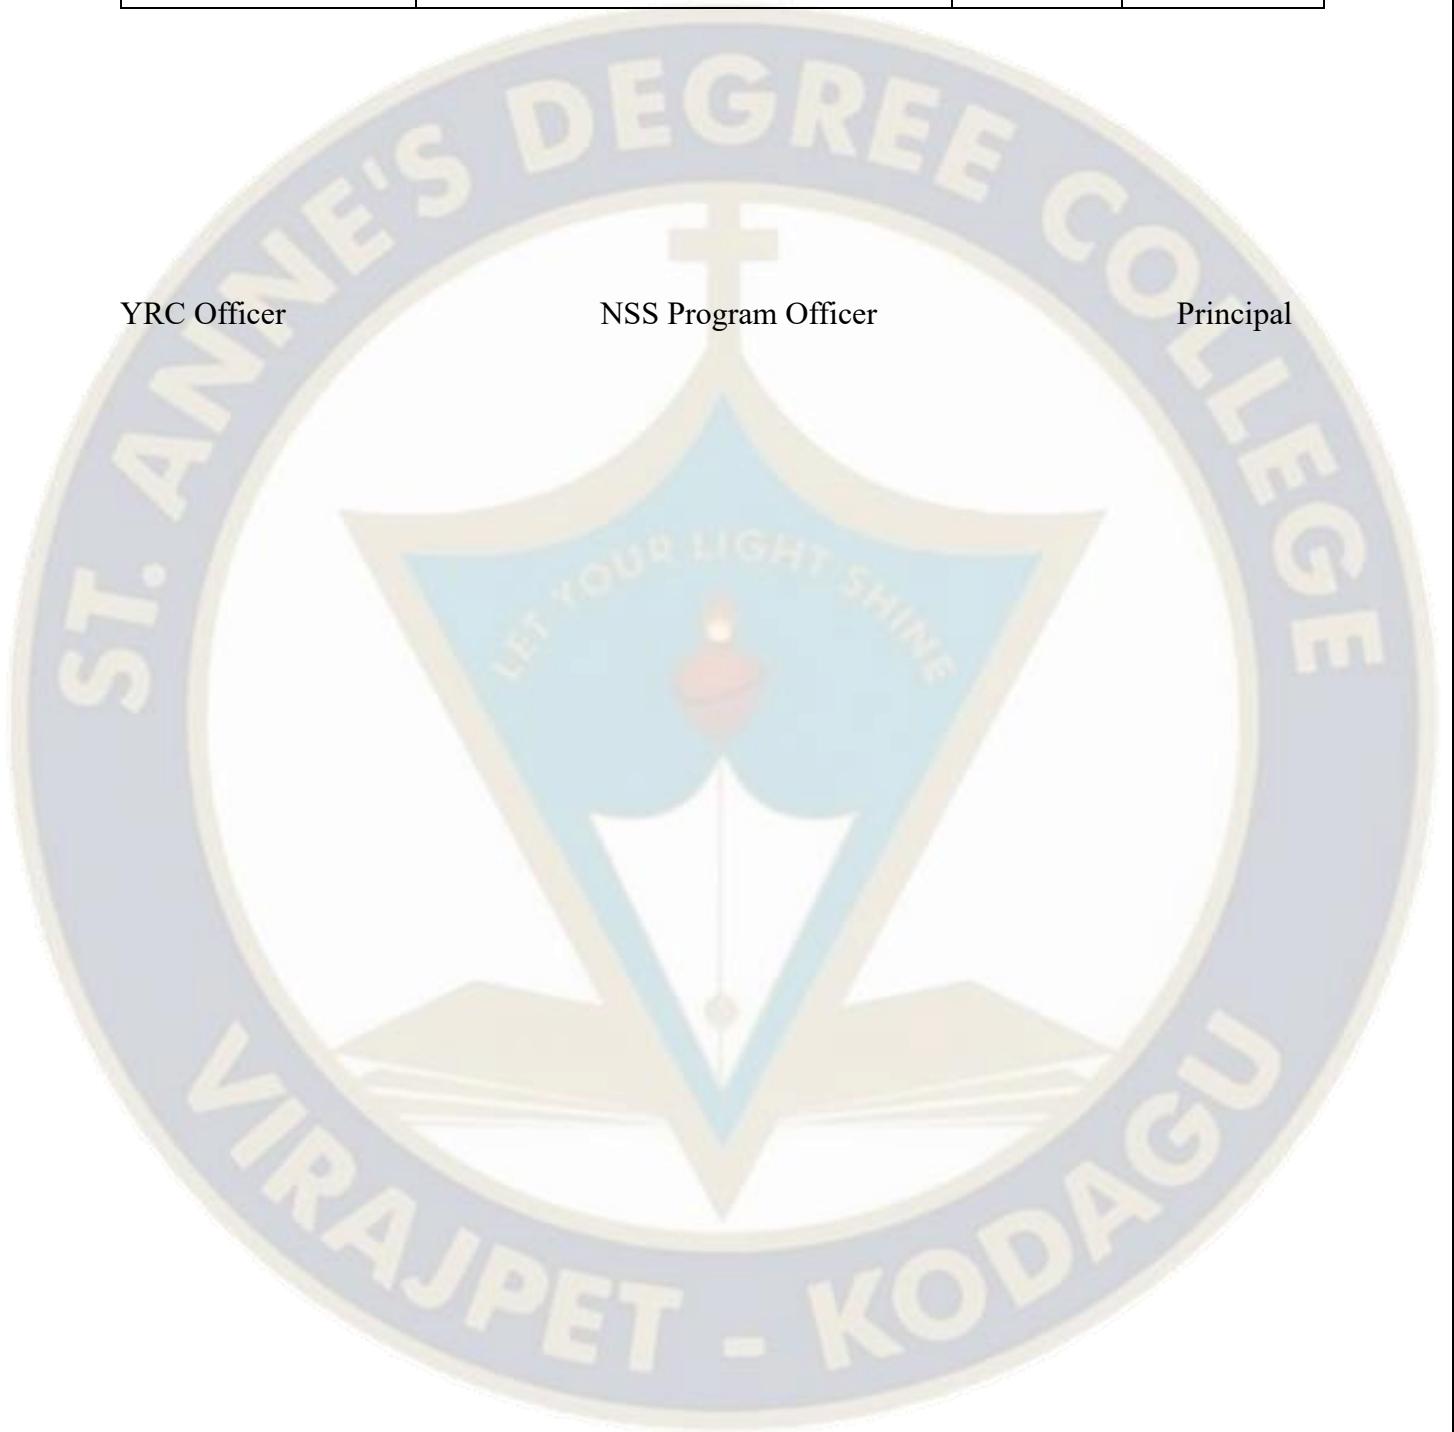 ST. ANNE'S DEGREE COLLEGE
YRC Officer NSS Program Officer Principal
LET YOUR LIGHT SHINE
VIRAJPET - KODAGU